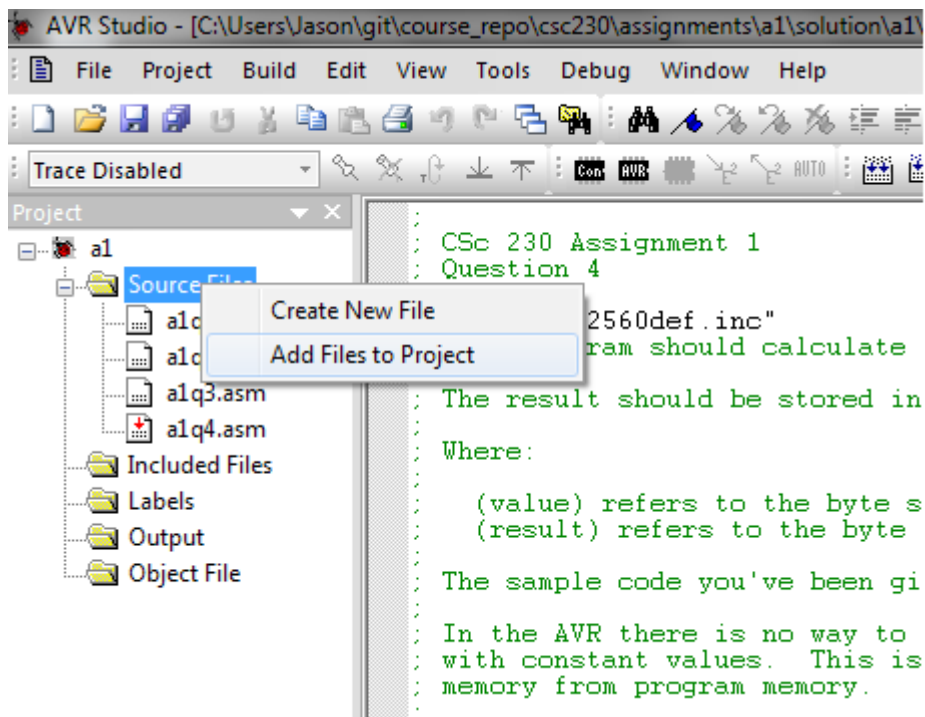 AVR Studio - [C:\Users\Jason\git\course_repo\csc230\assignments\a1\solution\a1\
File Project Build Edit View Tools Debug Window Help
Trace Disabled
Con AVR AUTO
Project
a1
Source Files
Create New File
Add Files to Project
a1q
a1q
a1q3.asm
a1q4.asm
Included Files
Labels
Output
Object File
;
; CSc 230 Assignment 1
; Question 4
2560def.inc"
ram should calculate
;
; The result should be stored in
;
; Where:
;
; (value) refers to the byte s
; (result) refers to the byte
;
; The sample code you've been gi
;
; In the AVR there is no way to
; with constant values. This is
; memory from program memory.
;